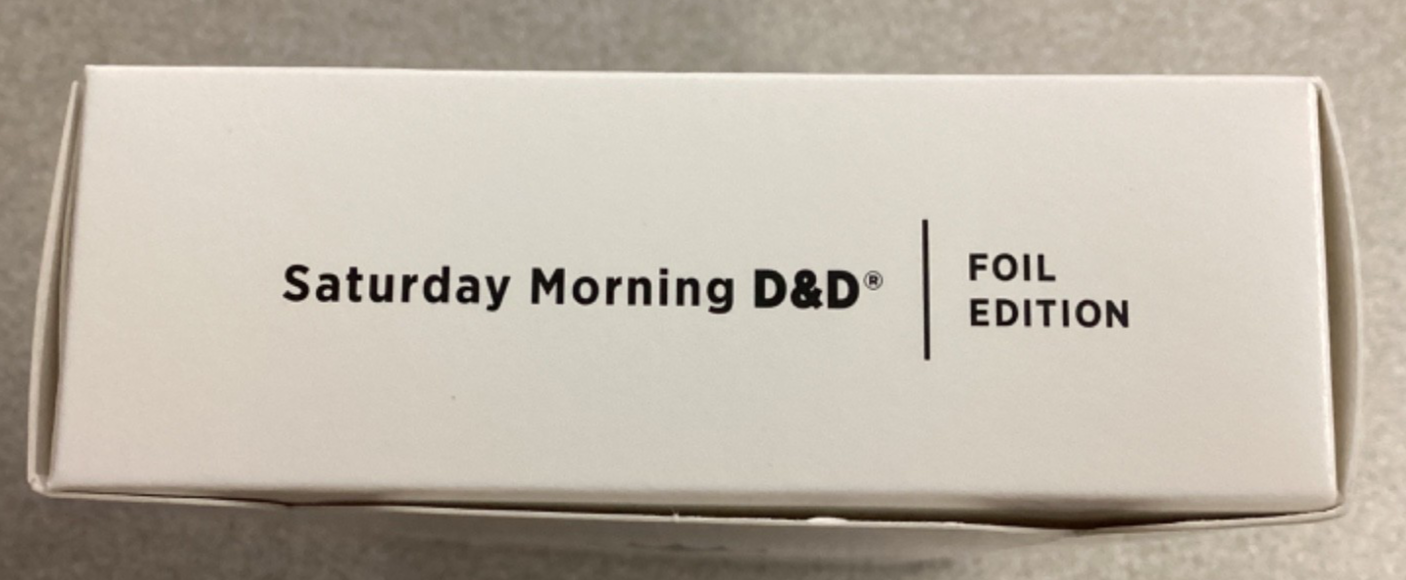 Saturday Morning D&D®
FOIL
EDITION